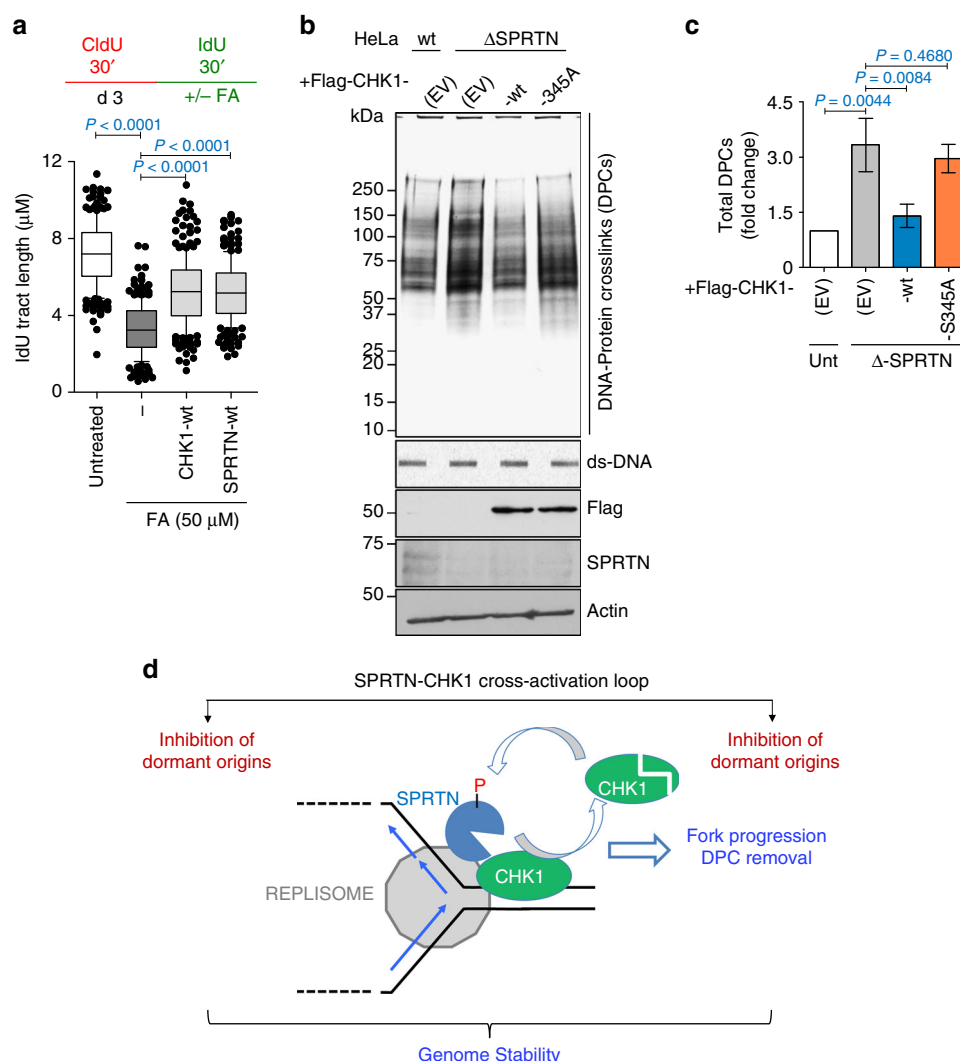 a
CldU
30′
IdU
30′
d 3
+/− FA
P < 0.0001
P < 0.0001
P < 0.0001
IdU tract length (μM)
12
8
4
0
Untreated
–
CHK1-wt
SPRTN-wt
FA (50 μM)
b
HeLa
wt
ΔSPRTN
+Flag-CHK1-
(EV)
(EV)
-wt
-345A
kDa
250
150
100
75
50
37
25
20
15
10
DNA-Protein crosslinks (DPCs)
ds-DNA
50
Flag
75
SPRTN
50
Actin
c
P = 0.4680
P = 0.0084
P = 0.0044
Total DPCs
(fold change)
4.5
3.0
1.5
0
+Flag-CHK1-
(EV)
(EV)
-wt
-S345A
Unt
Δ-SPRTN
d
SPRTN-CHK1 cross-activation loop
Inhibition of
dormant origins
Inhibition of
dormant origins
P
SPRTN
CHK1
CHK1
REPLISOME
Fork progression
DPC removal
Genome Stability